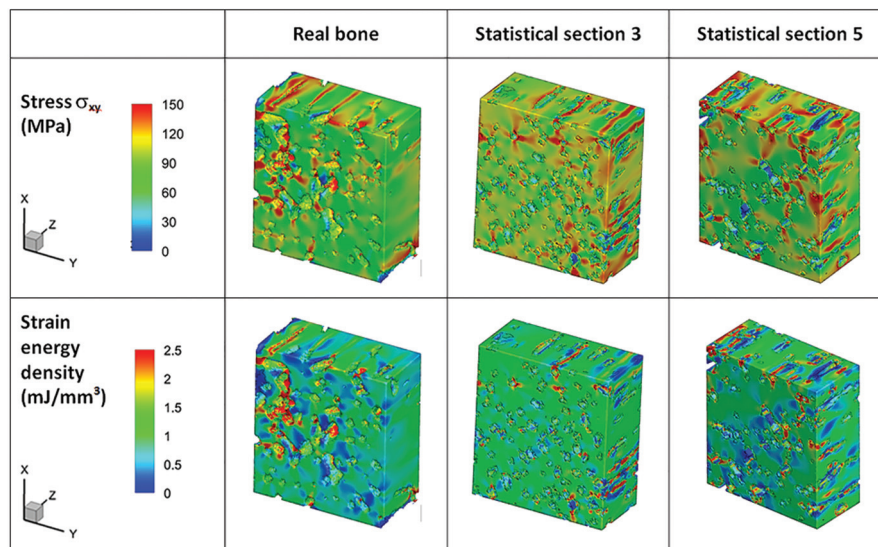 Real bone
Statistical section 3
Statistical section 5
Stress σxy
(MPa)
150
120
90
60
30
0
X
Z
Y
Strain
energy
density
(mJ/mm³)
2.5
2
1.5
1
0.5
0
X
Z
Y